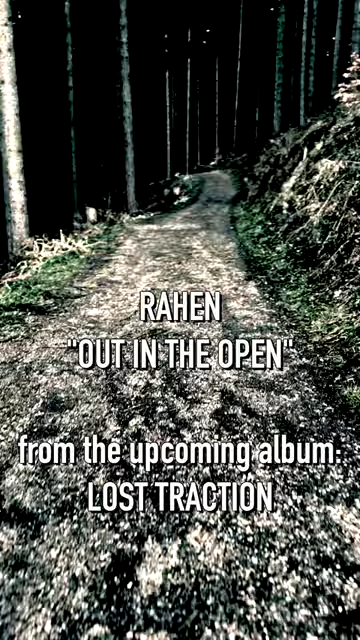 RAHEN
"OUT IN THE OPEN"
from the upcoming album:
LOST TRACTION